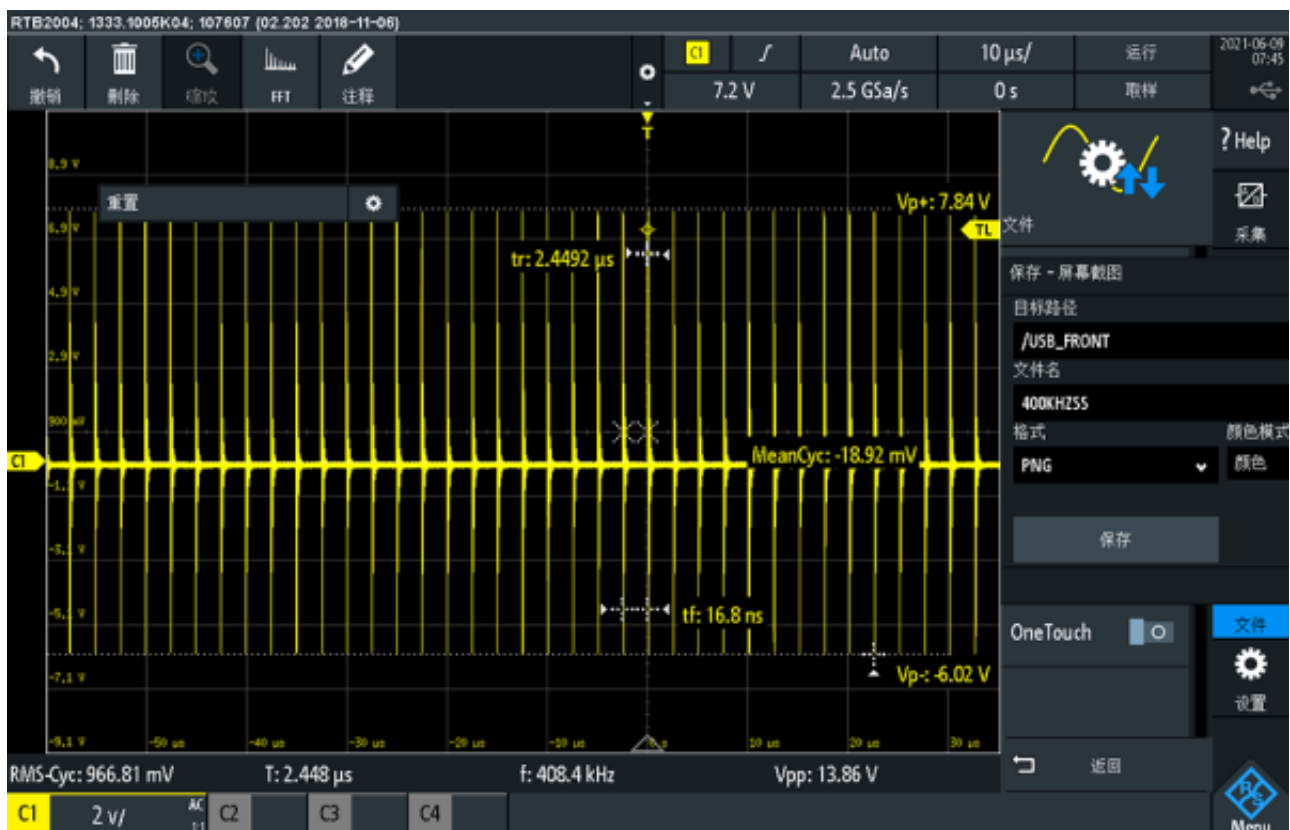 RTB2004; 1333.1005K04; 107607 (02.202 2018-11-06)
C1 Auto 10 µs/ 运行 2021-06-09
07:45
撤销 删除 缩放 FFT 注释
7.2 V 2.5 GSa/s 0 s 取样
T
? Help
8.9 V
重置
Vp+: 7.84 V
6.9 V
TL
文件
采集
tr: 2.4492 µs
保存 - 屏幕截图
4.9 V
目标路径
/USB_FRONT
2.9 V
文件名
400KHZSS
900 mV
格式 颜色模式
MeanCyc: -18.92 mV
C1
PNG 颜色
保存
-3.1 V
tf: 16.8 ns
OneTouch
文件
Vp-: -6.02 V
-7.1 V
设置
-9.1 V -50 µs -40 µs -30 µs -20 µs -10 µs 0 s 10 µs 20 µs 30 µs
返回
RMS-Cyc: 966.81 mV T: 2.448 µs f: 408.4 kHz Vpp: 13.86 V
R&S
C1 2 V/ AC
1:1
C2 C3 C4
Menu